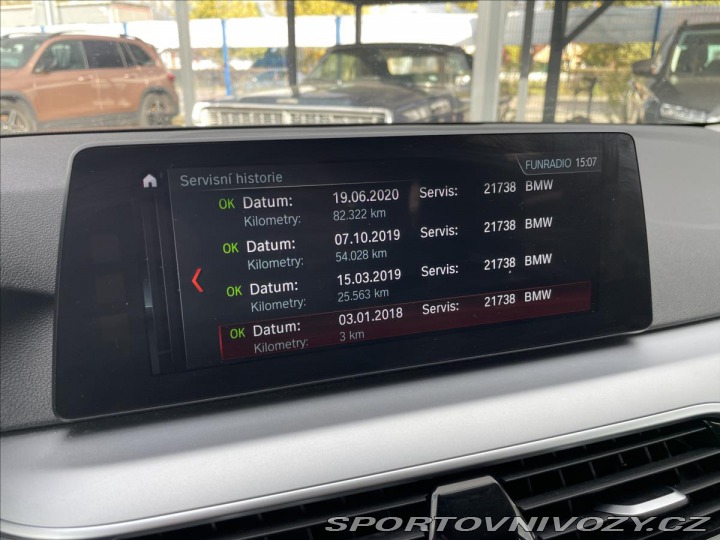 Servisní historie
FUNRADIO 15:07
OK Datum: 19.06.2020 Servis: 21738 BMW
Kilometry: 82.322 km
OK Datum: 07.10.2019 Servis: 21738 BMW
Kilometry: 54.028 km
OK Datum: 15.03.2019 Servis: 21738 BMW
Kilometry: 25.563 km
OK Datum: 03.01.2018 Servis: 21738 BMW
Kilometry: 3 km
SPORTOVNIVOZY.CZ